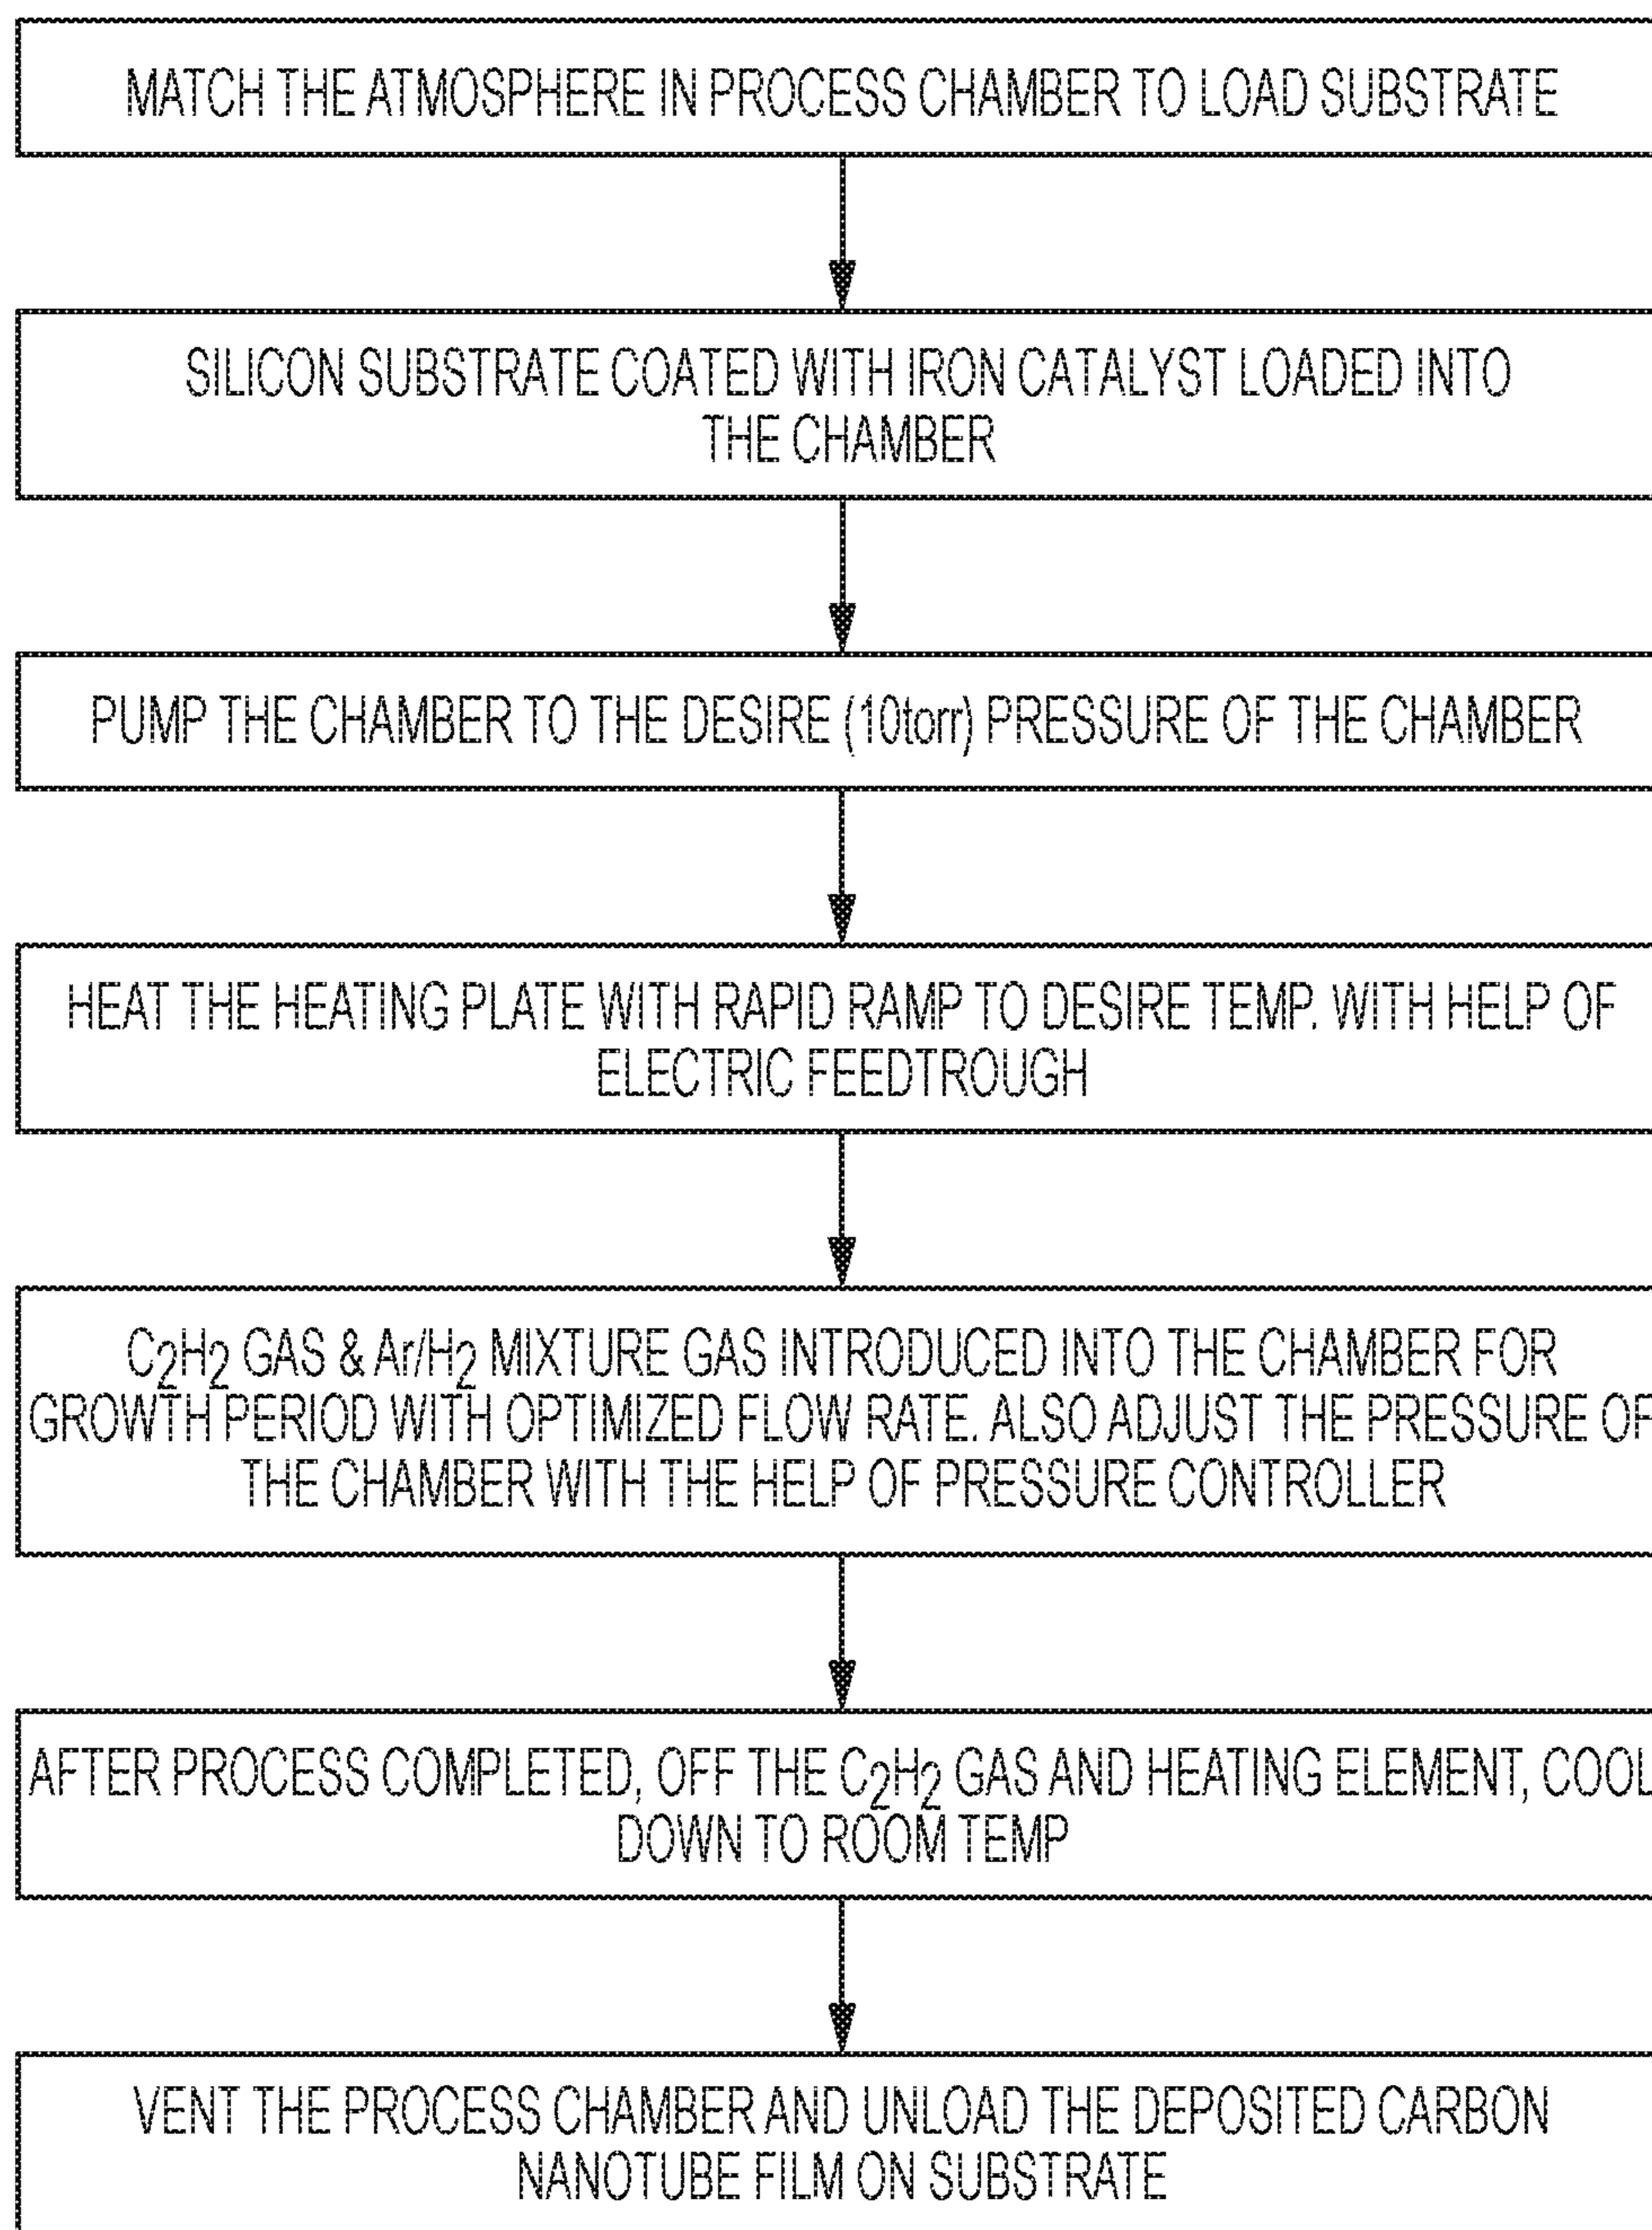 MATCH THE ATMOSPHERE IN PROCESS CHAMBER TO LOAD SUBSTRATE
SILICON SUBSTRATE COATED WITH IRON CATALYST LOADED INTO
THE CHAMBER
PUMP THE CHAMBER TO THE DESIRE (10torr) PRESSURE OF THE CHAMBER
HEAT THE HEATING PLATE WITH RAPID RAMP TO DESIRE TEMP. WITH HELP OF
ELECTRIC FEEDTROUGH
C₂H₂ GAS & Ar/H₂ MIXTURE GAS INTRODUCED INTO THE CHAMBER FOR
GROWTH PERIOD WITH OPTIMIZED FLOW RATE. ALSO ADJUST THE PRESSURE OF
THE CHAMBER WITH THE HELP OF PRESSURE CONTROLLER
AFTER PROCESS COMPLETED, OFF THE C₂H₂ GAS AND HEATING ELEMENT, COOL
DOWN TO ROOM TEMP
VENT THE PROCESS CHAMBER AND UNLOAD THE DEPOSITED CARBON
NANOTUBE FILM ON SUBSTRATE